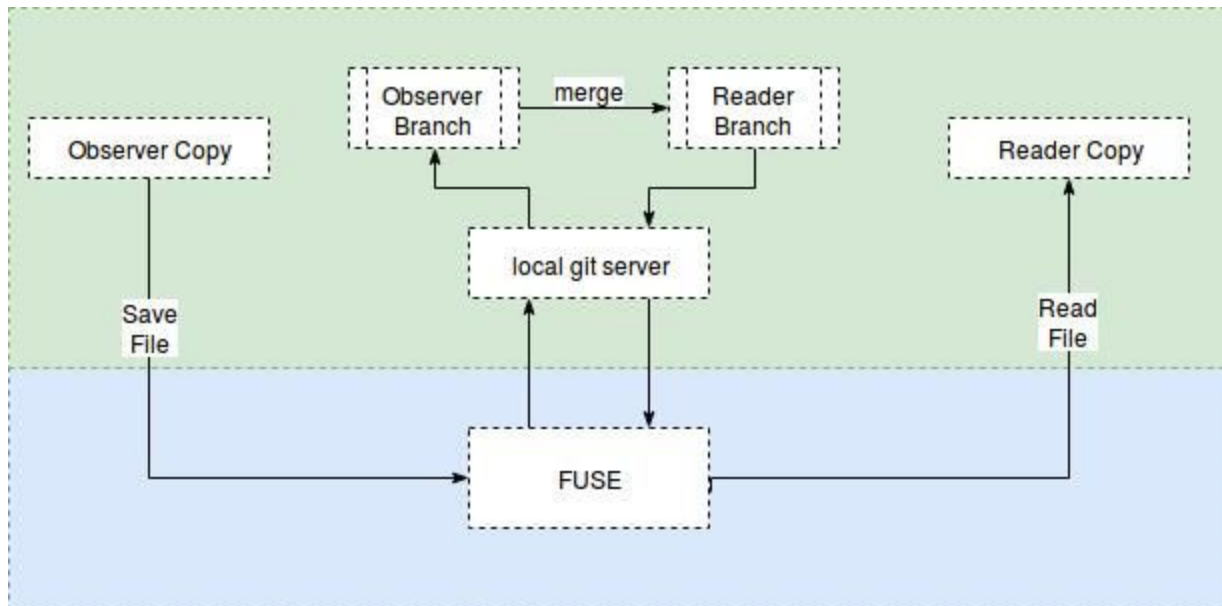 Observer
Branch
merge
Reader
Branch
Observer Copy
Reader Copy
local git server
Save
File
Read
File
FUSE